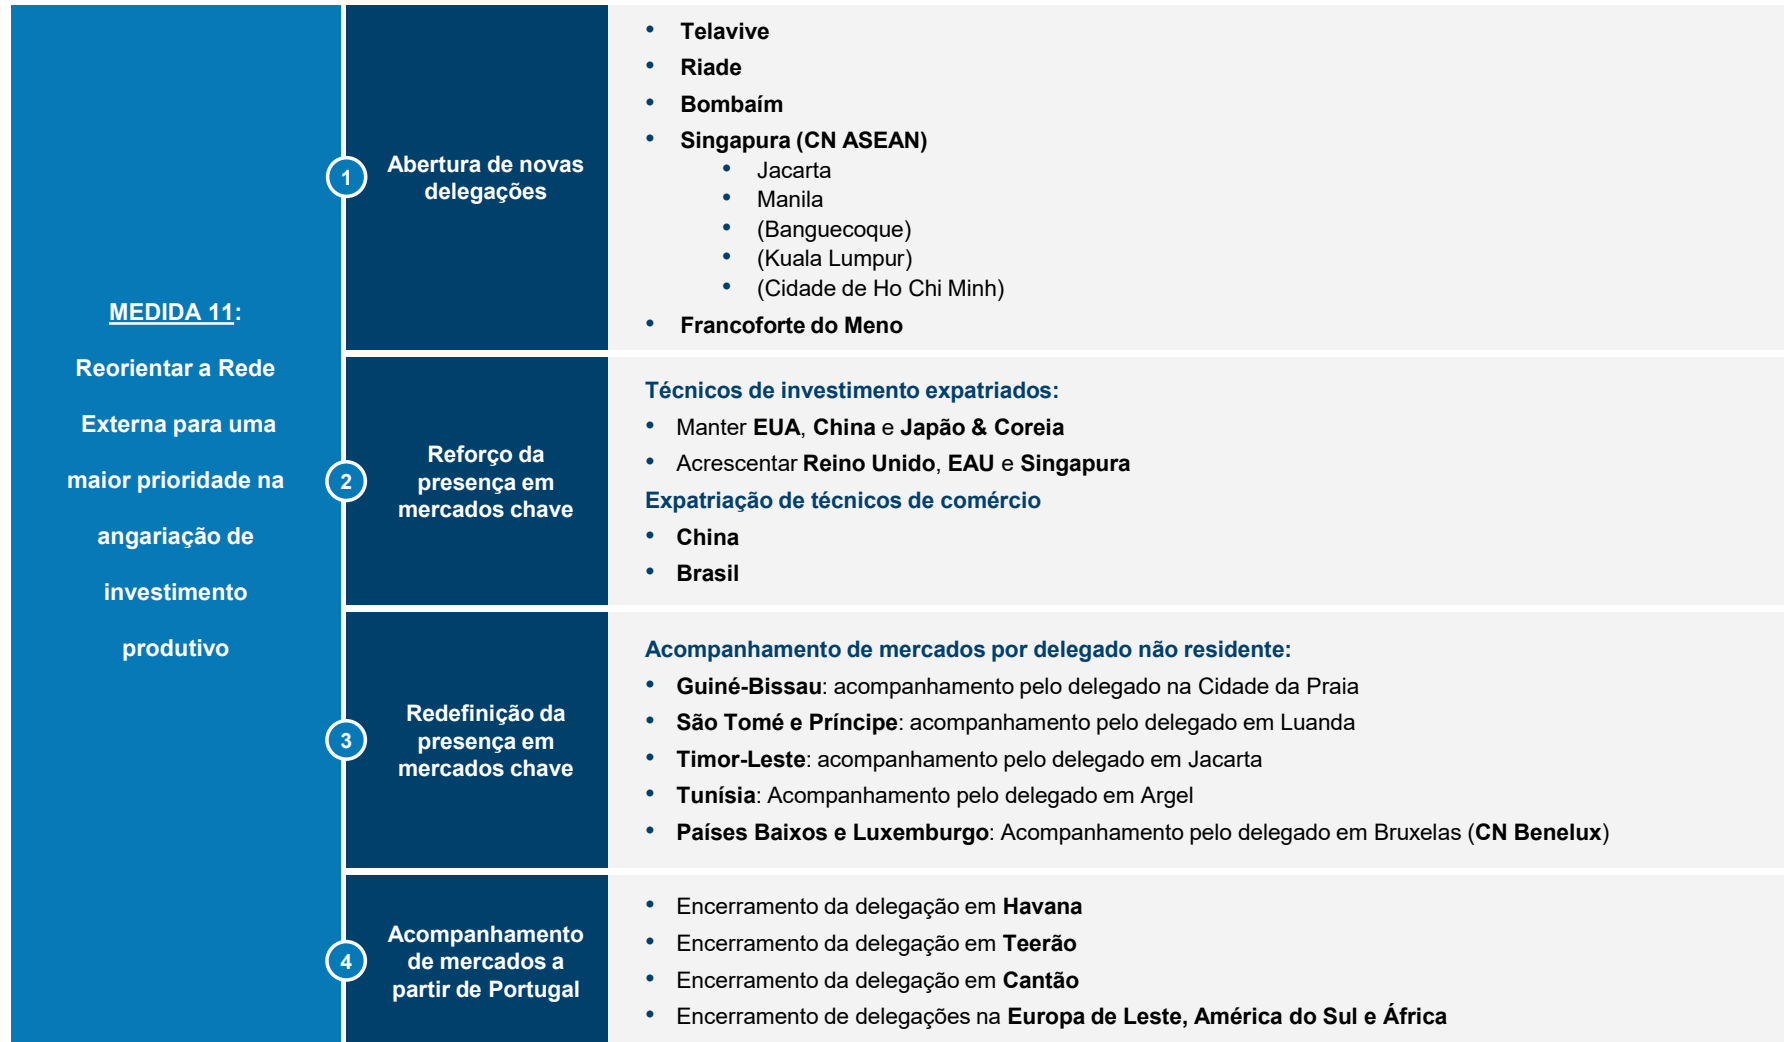 MEDIDA 11:
Reorientar a Rede
Externa para uma
maior prioridade na
angariação de
investimento
produtivo
1
Abertura de novas
delegações
• Telavive
• Riade
• Bombaím
• Singapura (CN ASEAN)
• Jacarta
• Manila
• (Banguecoque)
• (Kuala Lumpur)
• (Cidade de Ho Chi Minh)
• Francoforte do Meno
2
Reforço da
presença em
mercados chave
Técnicos de investimento expatriados:
• Manter EUA, China e Japão & Coreia
• Acrescentar Reino Unido, EAU e Singapura
Expatriação de técnicos de comércio
• China
• Brasil
3
Redefinição da
presença em
mercados chave
Acompanhamento de mercados por delegado não residente:
• Guiné-Bissau: acompanhamento pelo delegado na Cidade da Praia
• São Tomé e Príncipe: acompanhamento pelo delegado em Luanda
• Timor-Leste: acompanhamento pelo delegado em Jacarta
• Tunísia: Acompanhamento pelo delegado em Argel
• Países Baixos e Luxemburgo: Acompanhamento pelo delegado em Bruxelas (CN Benelux)
4
Acompanhamento
de mercados a
partir de Portugal
• Encerramento da delegação em Havana
• Encerramento da delegação em Teerão
• Encerramento da delegação em Cantão
• Encerramento de delegações na Europa de Leste, América do Sul e África